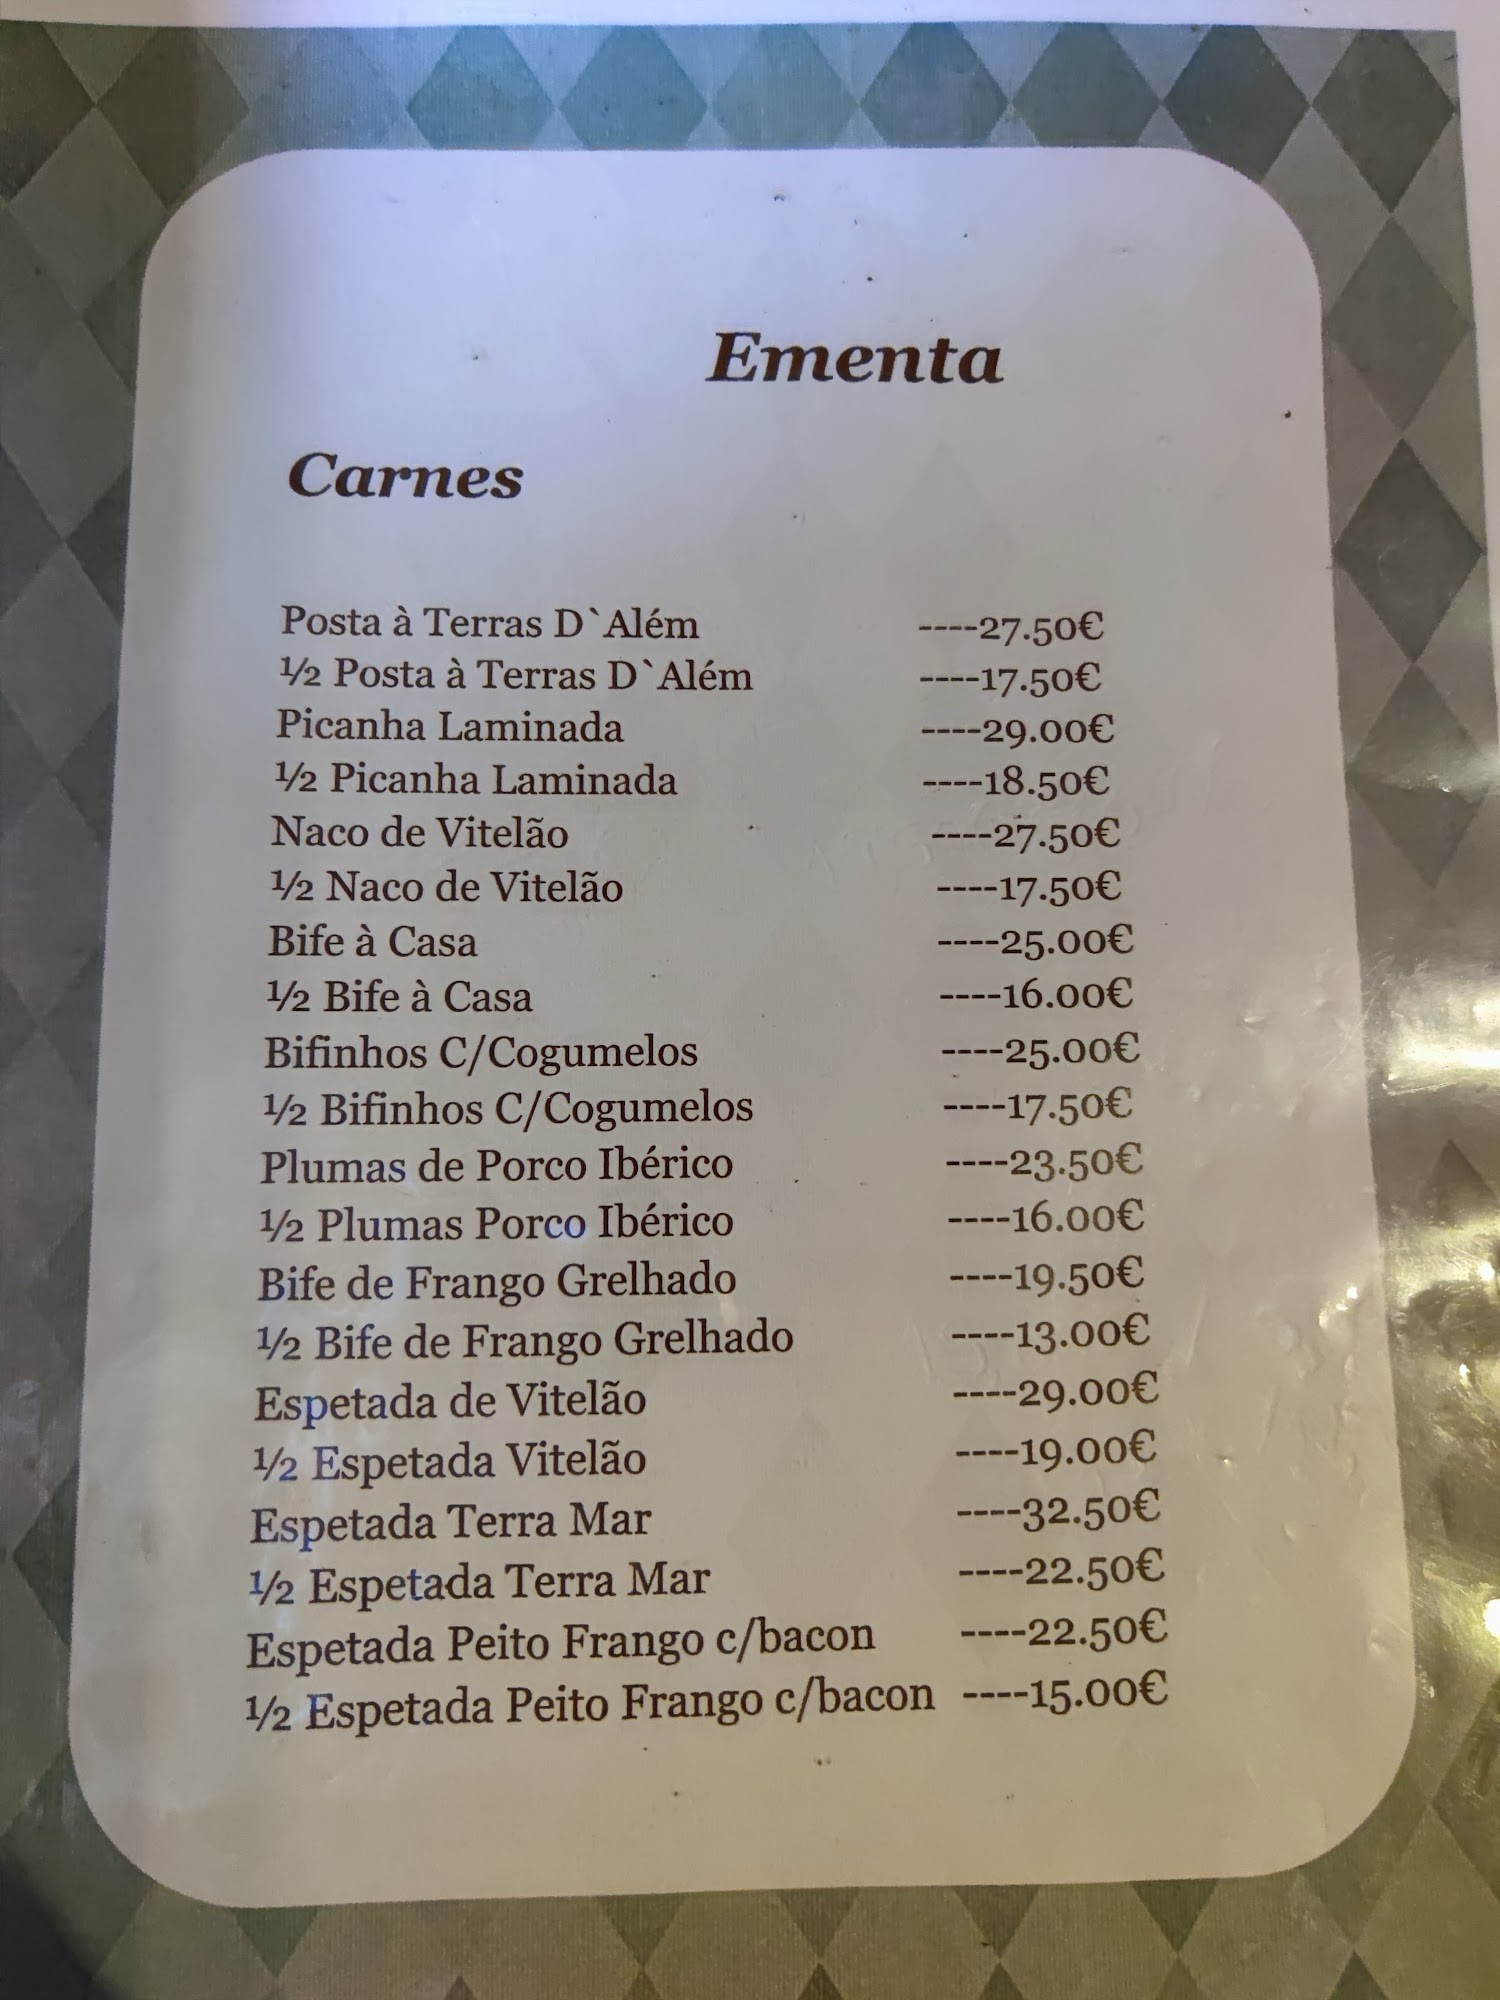 Ementa
Carnes
Posta à Terras D`Além ----27.50€
½ Posta à Terras D`Além ----17.50€
Picanha Laminada ----29.00€
½ Picanha Laminada ----18.50€
Naco de Vitelão ----27.50€
½ Naco de Vitelão ----17.50€
Bife à Casa ----25.00€
½ Bife à Casa ----16.00€
Bifinhos C/Cogumelos ----25.00€
½ Bifinhos C/Cogumelos ----17.50€
Plumas de Porco Ibérico ----23.50€
½ Plumas Porco Ibérico ----16.00€
Bife de Frango Grelhado ----19.50€
½ Bife de Frango Grelhado ----13.00€
Espetada de Vitelão ----29.00€
½ Espetada Vitelão ----19.00€
Espetada Terra Mar ----32.50€
½ Espetada Terra Mar ----22.50€
Espetada Peito Frango c/bacon ----22.50€
½ Espetada Peito Frango c/bacon ----15.00€